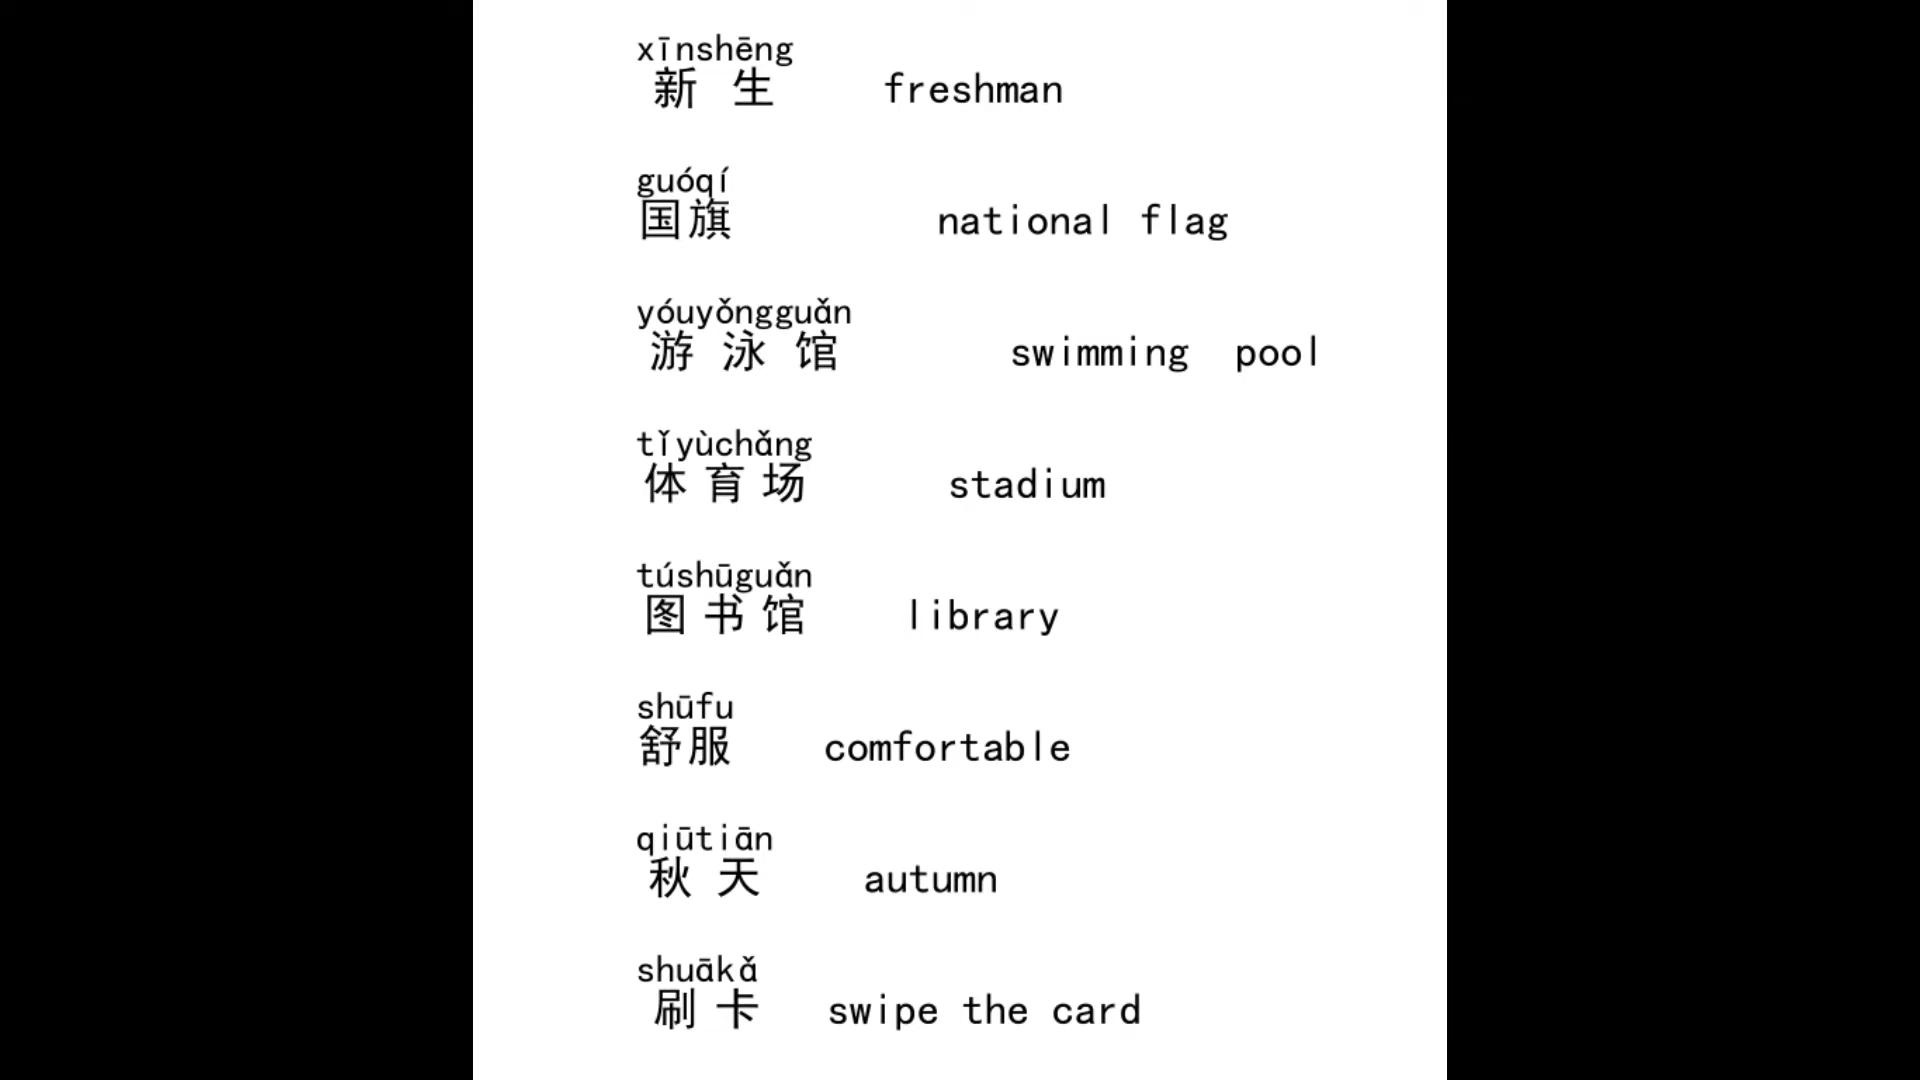 xīnshēng
新生 freshman
guóqí
国旗 national flag
yóuyǒngguǎn
游泳馆 swimming pool
tǐyùchǎng
体育场 stadium
túshūguǎn
图书馆 library
shūfu
舒服 comfortable
qiūtiān
秋天 autumn
shuākǎ
刷卡 swipe the card